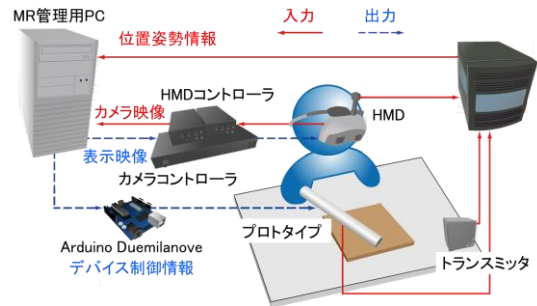 MR管理用PC
入力
出力
位置姿勢情報
HMDコントローラ
カメラ映像
HMD
表示映像
カメラコントローラ
プロトタイプ
Arduino Duemilanove
トランスミッタ
デバイス制御情報